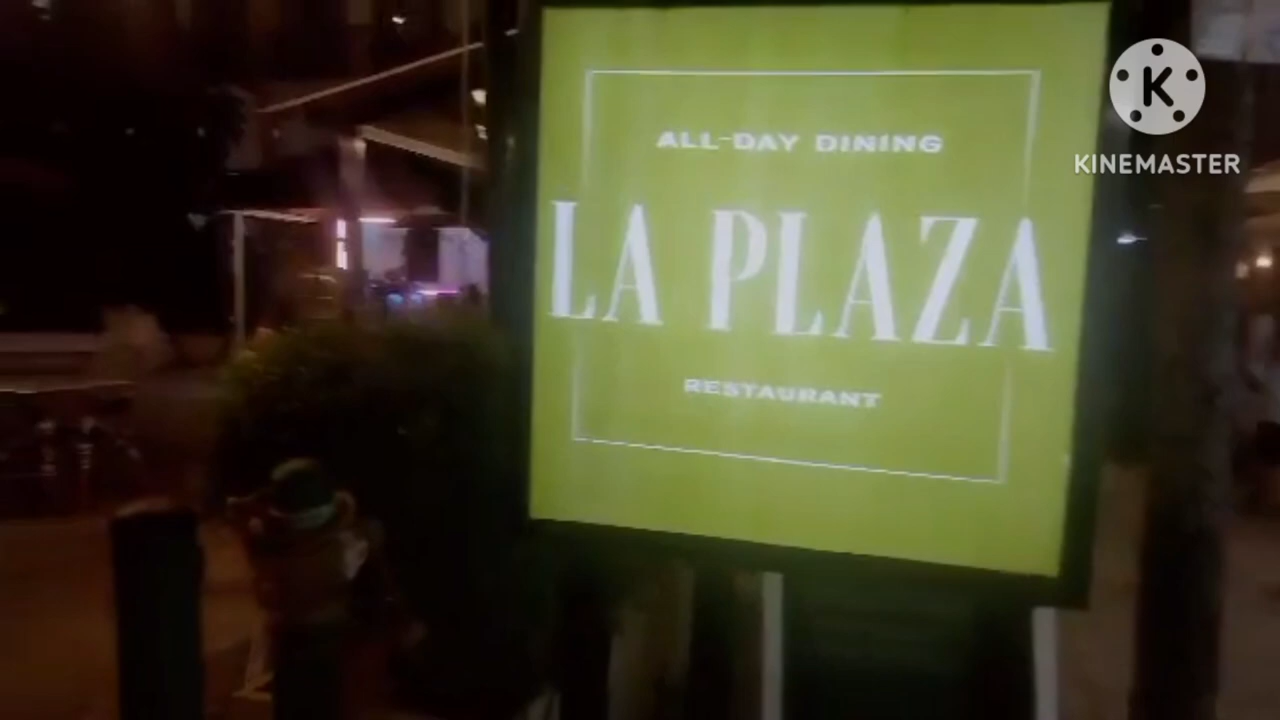 ALL-DAY DINING
LA PLAZA
RESTAURANT
K
KINEMASTER